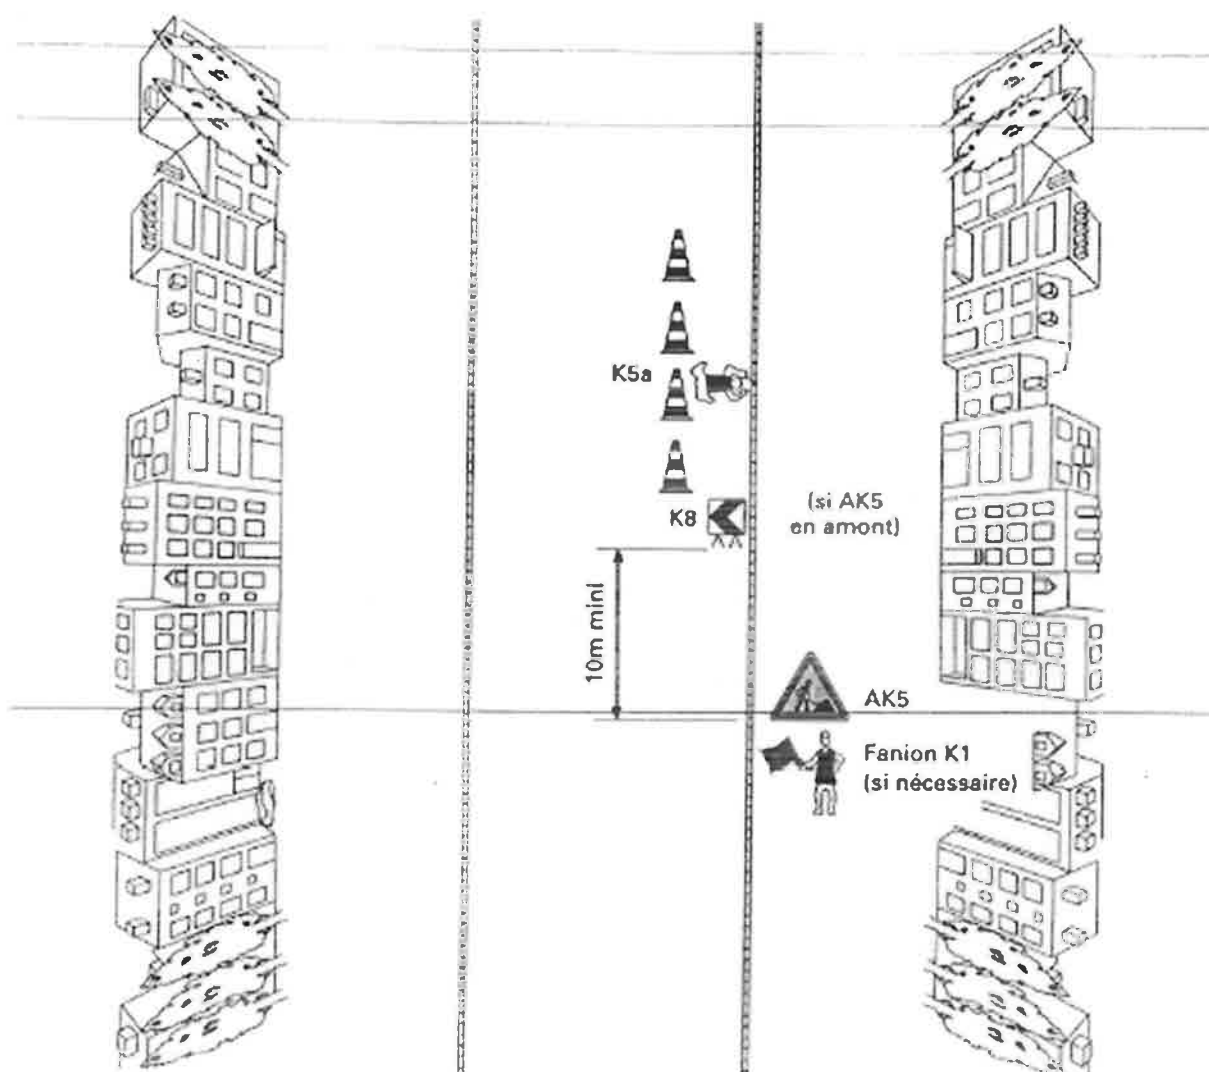 K5a
K8
(si AK5
en amont)
10m mini
AK5
Fanion K1
(si nécessaire)